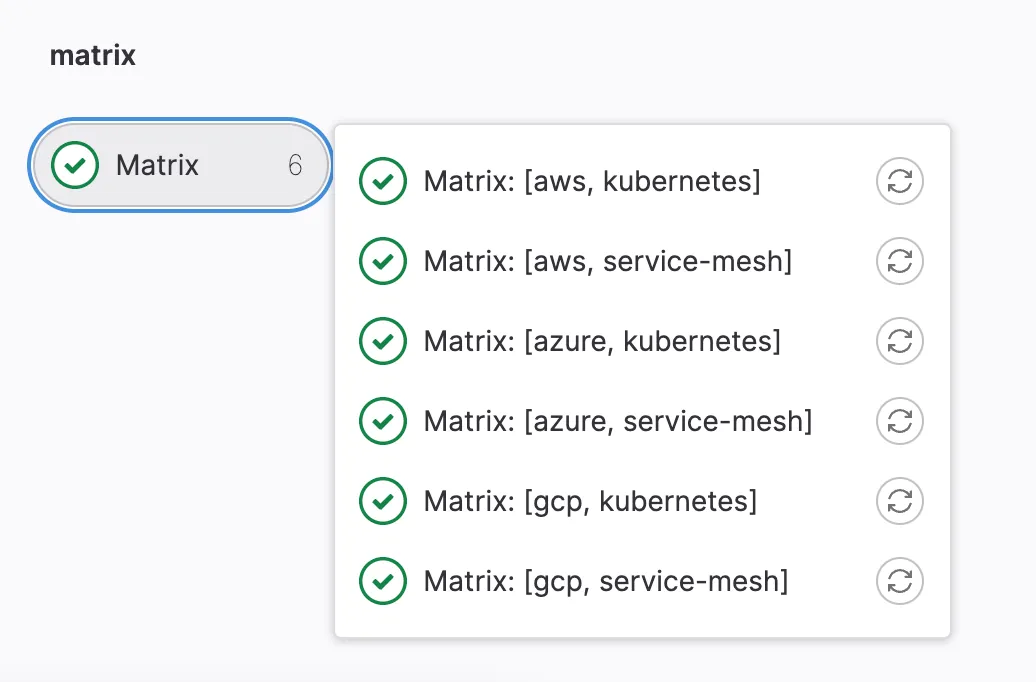 matrix
Matrix 6
Matrix: [aws, kubernetes]
Matrix: [aws, service-mesh]
Matrix: [azure, kubernetes]
Matrix: [azure, service-mesh]
Matrix: [gcp, kubernetes]
Matrix: [gcp, service-mesh]